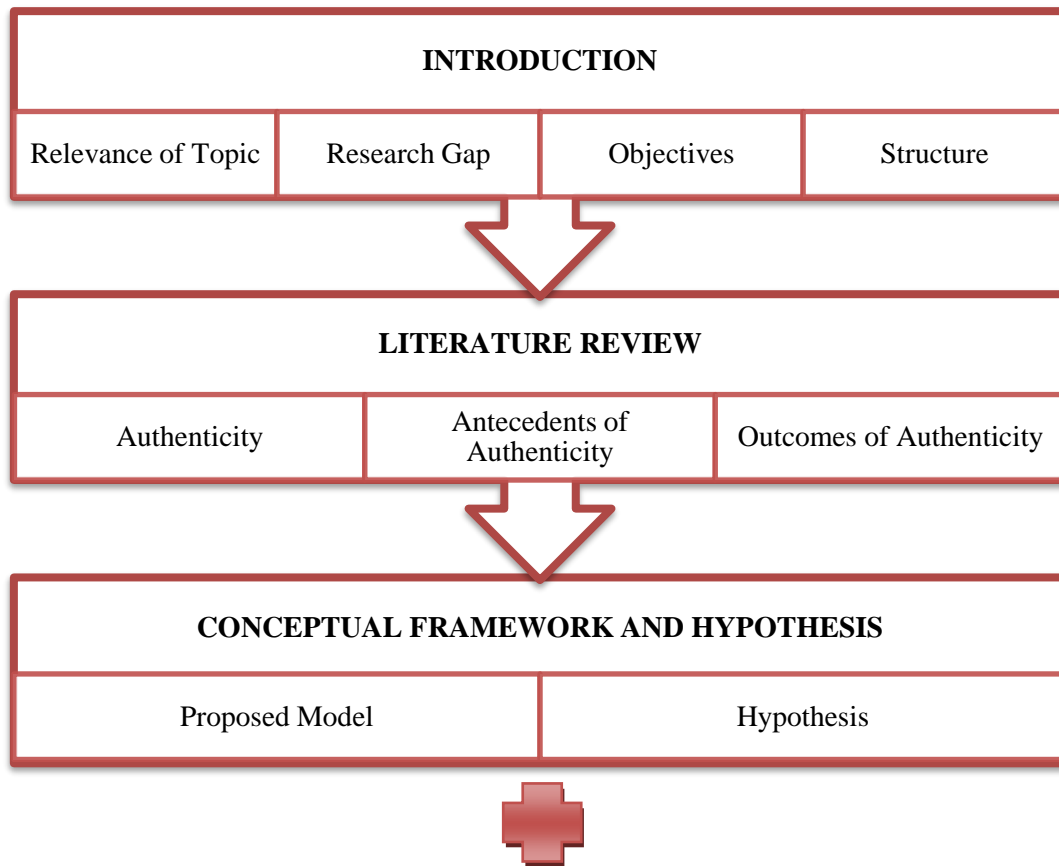 INTRODUCTION
Relevance of Topic
Research Gap
Objectives
Structure
LITERATURE REVIEW
Authenticity
Antecedents of
Authenticity
Outcomes of Authenticity
CONCEPTUAL FRAMEWORK AND HYPOTHESIS
Proposed Model
Hypothesis